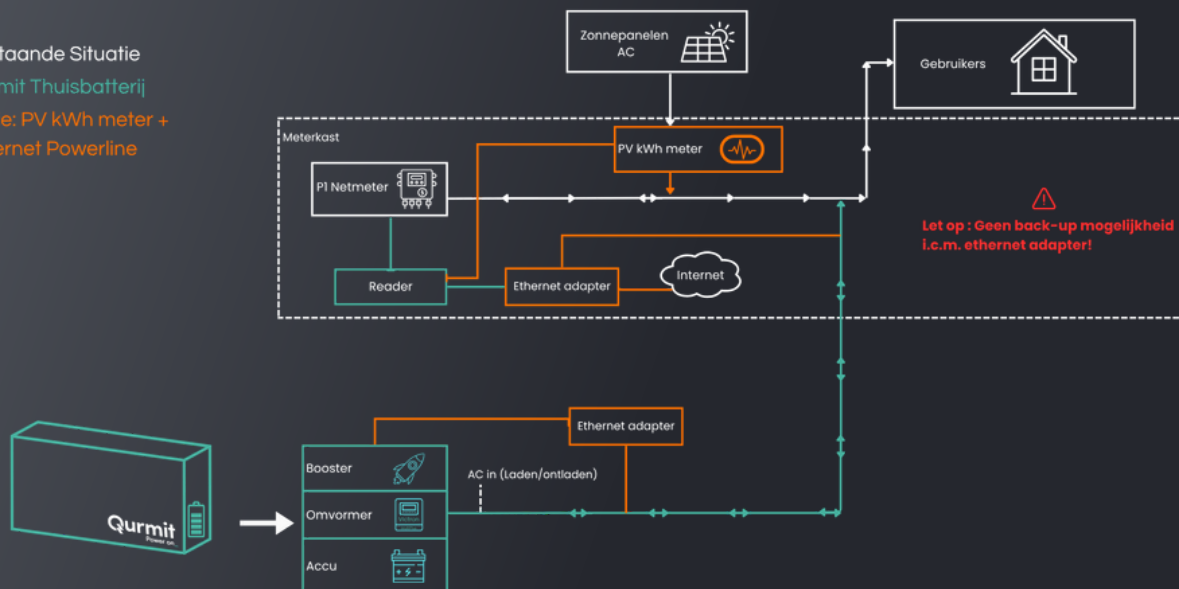 taande Situatie
mit Thuisbatterij
e: PV kWh meter +
ernet Powerline
Zonnepanelen
AC
Gebruikers
Meterkast
PV kWh meter
P1 Netmeter
Let op : Geen back-up mogelijkheid
i.c.m. ethernet adapter!
Reader
Ethernet adapter
Internet
Ethernet adapter
Booster
AC in (Laden/ontladen)
Omvormer
Accu
Qurmit
Power on...